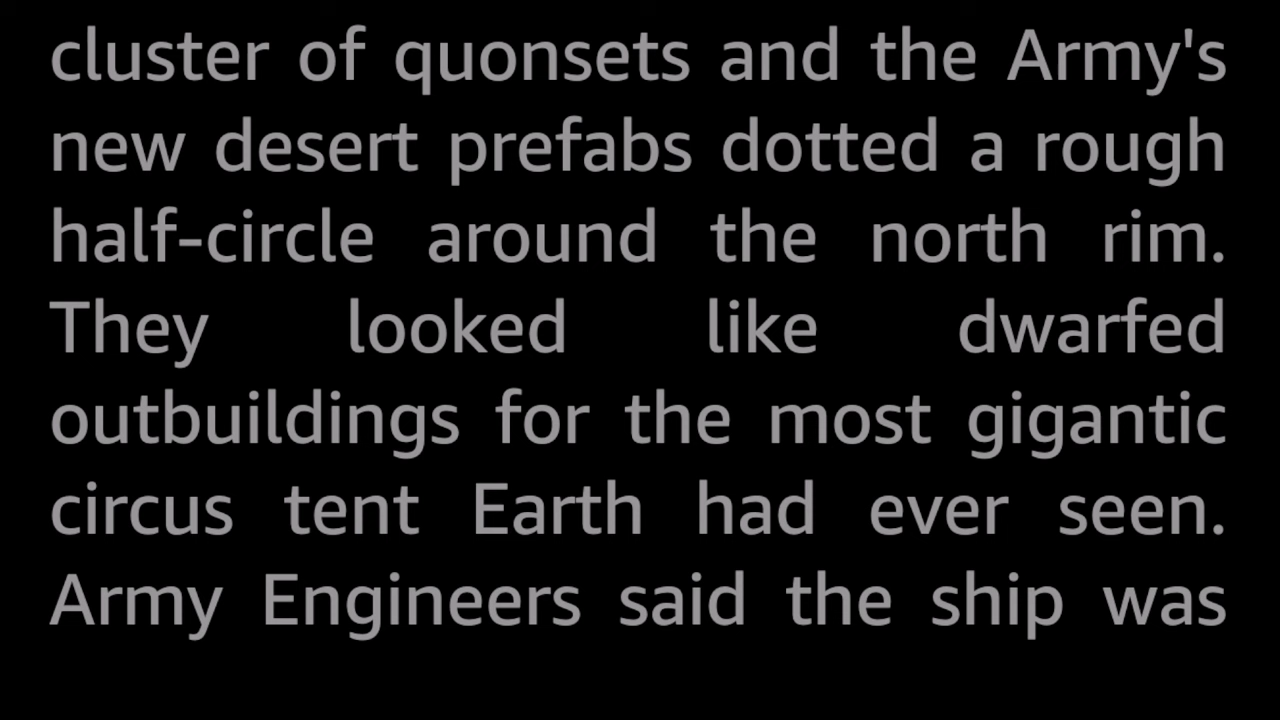 cluster of quonsets and the Army's
new desert prefabs dotted a rough
half-circle around the north rim.
They looked like dwarfed
outbuildings for the most gigantic
circus tent Earth had ever seen.
Army Engineers said the ship was